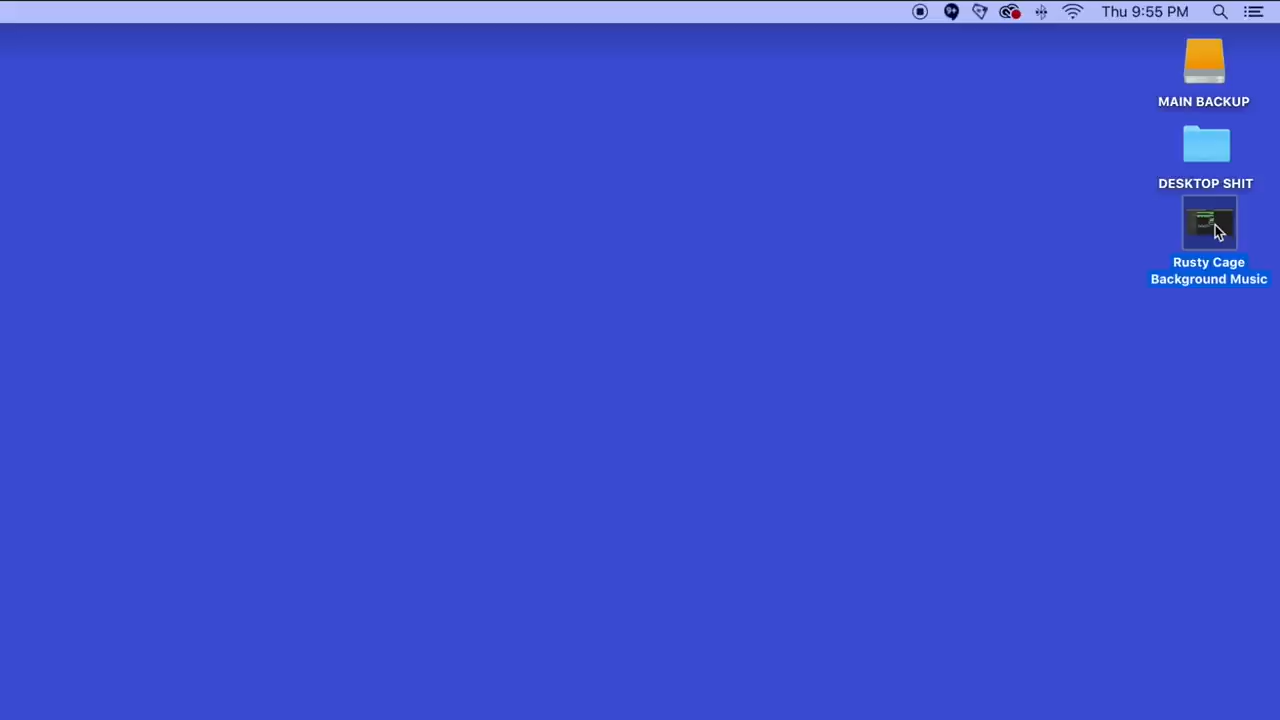 Thu 9:55 PM
MAIN BACKUP
DESKTOP SHIT
Rusty Cage
Background Music